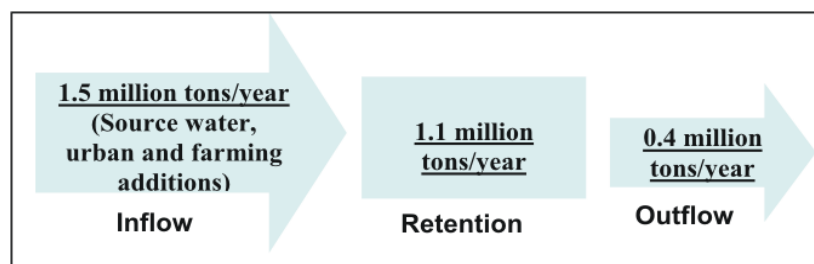 1.5 million tons/year
(Source water,
urban and farming
additions)
Inflow
1.1 million
tons/year
Retention
0.4 million
tons/year
Outflow